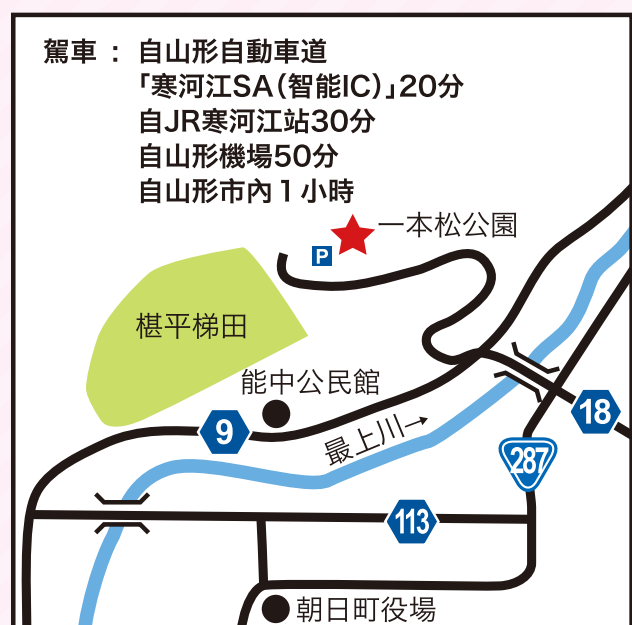 駕車：自山形自動車道
「寒河江SA（智能IC）」20分
自JR寒河江站30分
自山形機場50分
自山形市內1小時
一本松公園
P
椹平梯田
能中公民館
9
最上川→
18
287
113
朝日町役場